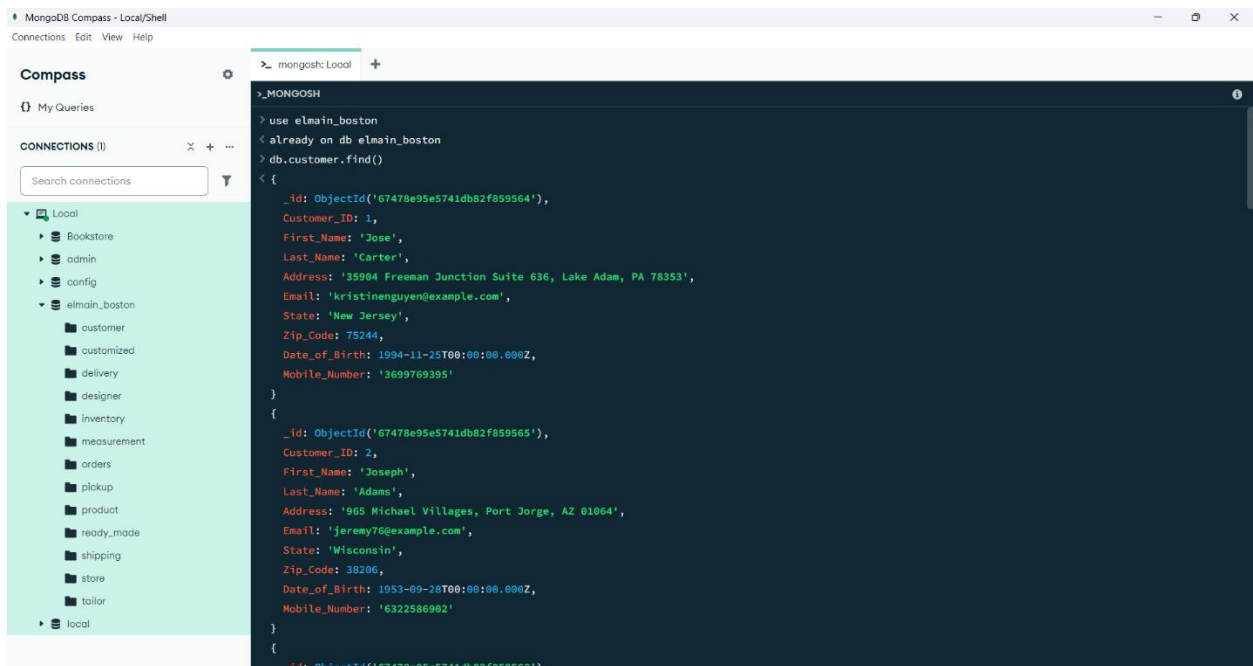 MongoDB Compass - Local/Shell
Connections Edit View Help
Compass
{} My Queries
CONNECTIONS (1)
Search connections
Local
Bookstore
admin
config
elmain_boston
customer
customized
delivery
designer
inventory
measurement
orders
pickup
product
ready_made
shipping
store
tailor
local
>_ mongosh: Local +
>_MONGOSH
> use elmain_boston
< already on db elmain_boston
> db.customer.find()
< {
_id: ObjectId('67478e95e5741db82f859564'),
Customer_ID: 1,
First_Name: 'Jose',
Last_Name: 'Carter',
Address: '35904 Freeman Junction Suite 636, Lake Adam, PA 78353',
Email: 'kristinenguyen@example.com',
State: 'New Jersey',
Zip_Code: 75244,
Date_of_Birth: 1994-11-25T00:00:00.000Z,
Mobile_Number: '3699769395'
}
{
_id: ObjectId('67478e95e5741db82f859565'),
Customer_ID: 2,
First_Name: 'Joseph',
Last_Name: 'Adams',
Address: '965 Michael Villages, Port Jorge, AZ 01064',
Email: 'jeremy76@example.com',
State: 'Wisconsin',
Zip_Code: 38206,
Date_of_Birth: 1953-09-28T00:00:00.000Z,
Mobile_Number: '6322586902'
}
{